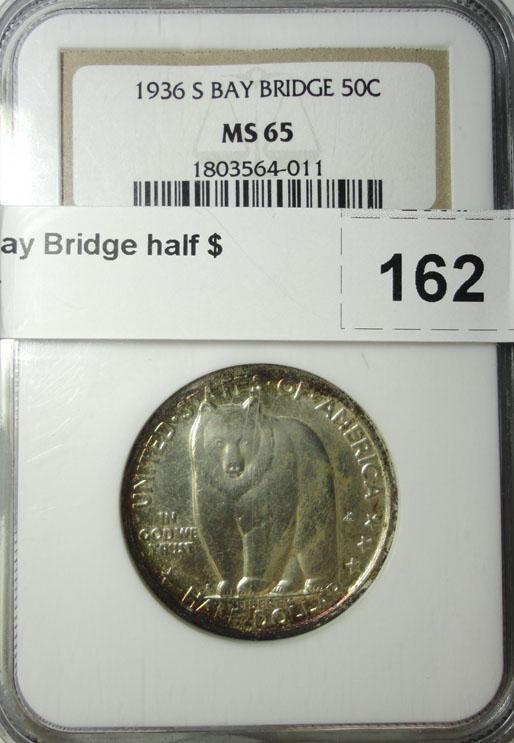 1936 S BAY BRIDGE 50C
MS 65
1803564-011
ay Bridge half $
162
UNITED·STATES·OF·AMERICA
IN
GOD WE
TRUST
HALF·DOLLAR